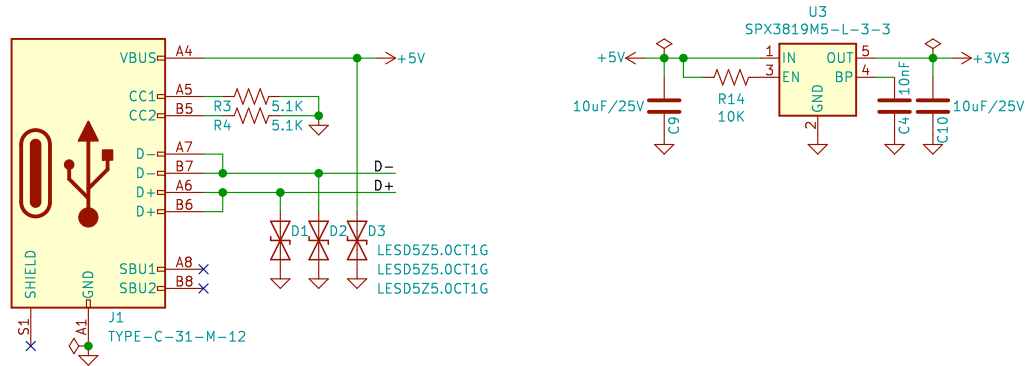 U3
SPX3819M5-L-3-3
VBUS A4 +5V
+5V 1 IN OUT 5 +3V3
3 EN BP 4 10nF
CC1 A5 R3 5.1K
CC2 B5 R4 5.1K
R14
10K
GND
2
10uF/25V C9
C4
10uF/25V C10
D- A7
D- B7 D-
D+ A6 D+
D+ B6
D1 D2 D3
LESD5Z5.0CT1G
LESD5Z5.0CT1G
LESD5Z5.0CT1G
SBU1 A8
SBU2 B8
SHIELD GND
S1 A1
J1
TYPE-C-31-M-12